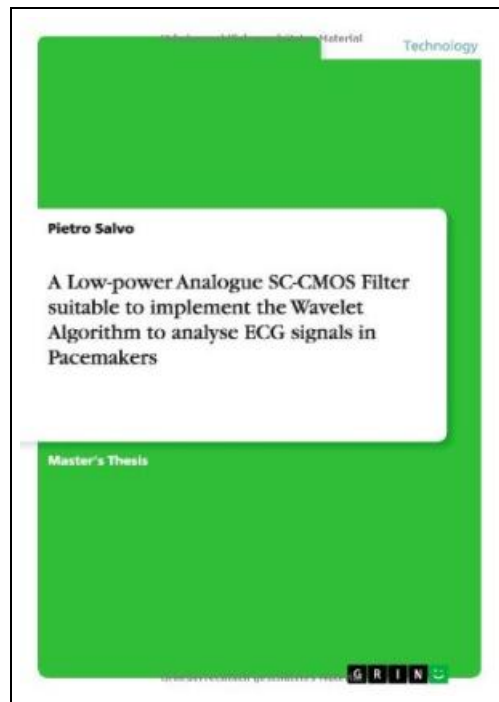 Material
Technology
Pietro Salvo
A Low-power Analogue SC-CMOS Filter
suitable to implement the Wavelet
Algorithm to analyse ECG signals in
Pacemakers
Master's Thesis
G R I N